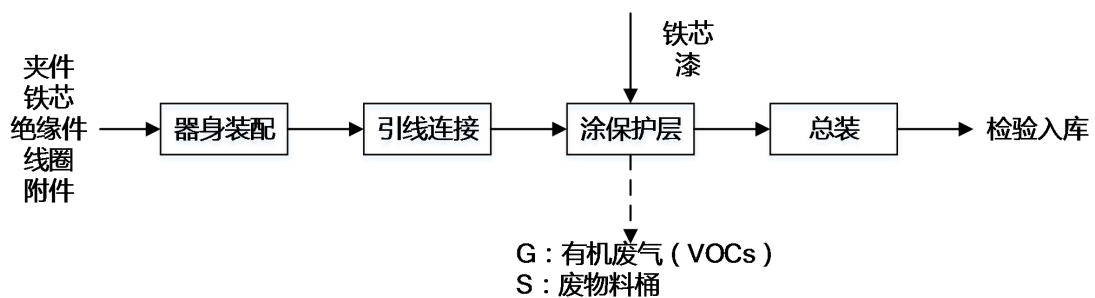 夹件
铁芯
绝缘件
线圈
附件
器身装配
引线连接
铁芯
漆
涂保护层
总装
检验入库
G：有机废气（VOCs）
S：废物料桶